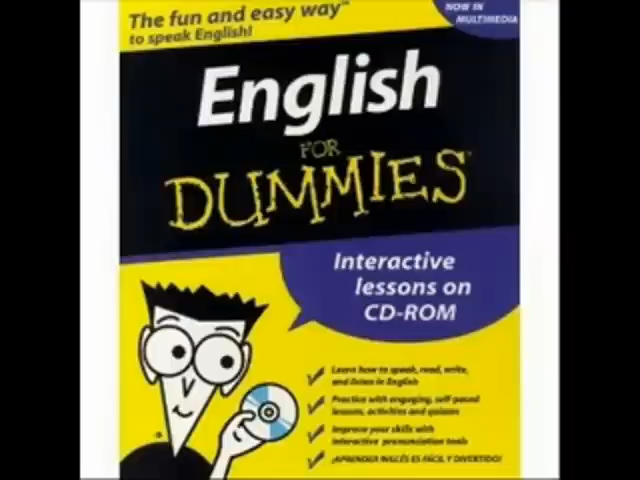 The fun and easy way™
to speak English!
NOW IN
MULTIMEDIA
English
FOR
DUMMIES
Interactive
lessons on
CD-ROM
Learn how to speak, read, write,
and listen in English
Practice with engaging, self-paced
lessons, activities and quizzes
Improve your skills with
interactive pronunciation tools
¡APRENDER INGLÉS ES FÁCIL Y DIVERTIDO!